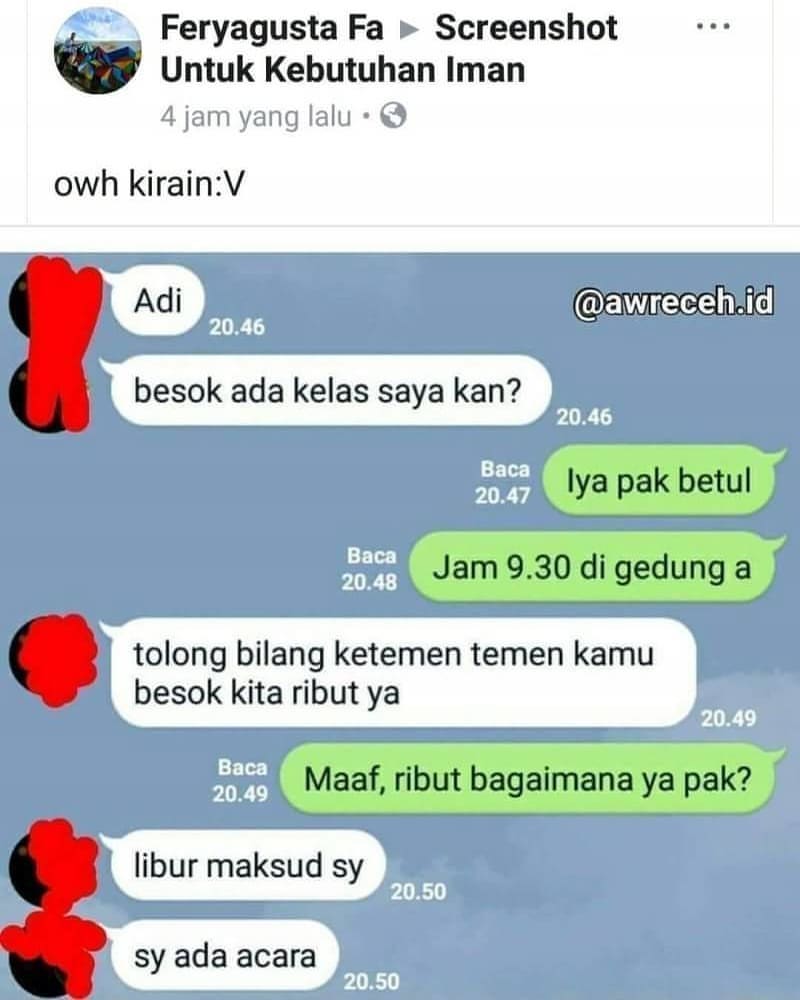 Feryagusta Fa ▸ Screenshot
Untuk Kebutuhan Iman
4 jam yang lalu •
owh kirain:V
Adi
20.46
@awreceh.id
besok ada kelas saya kan?
20.46
Baca
20.47
Iya pak betul
Baca
20.48
Jam 9.30 di gedung a
tolong bilang ketemen temen kamu
besok kita ribut ya
20.49
Baca
20.49
Maaf, ribut bagaimana ya pak?
libur maksud sy
20.50
sy ada acara
20.50